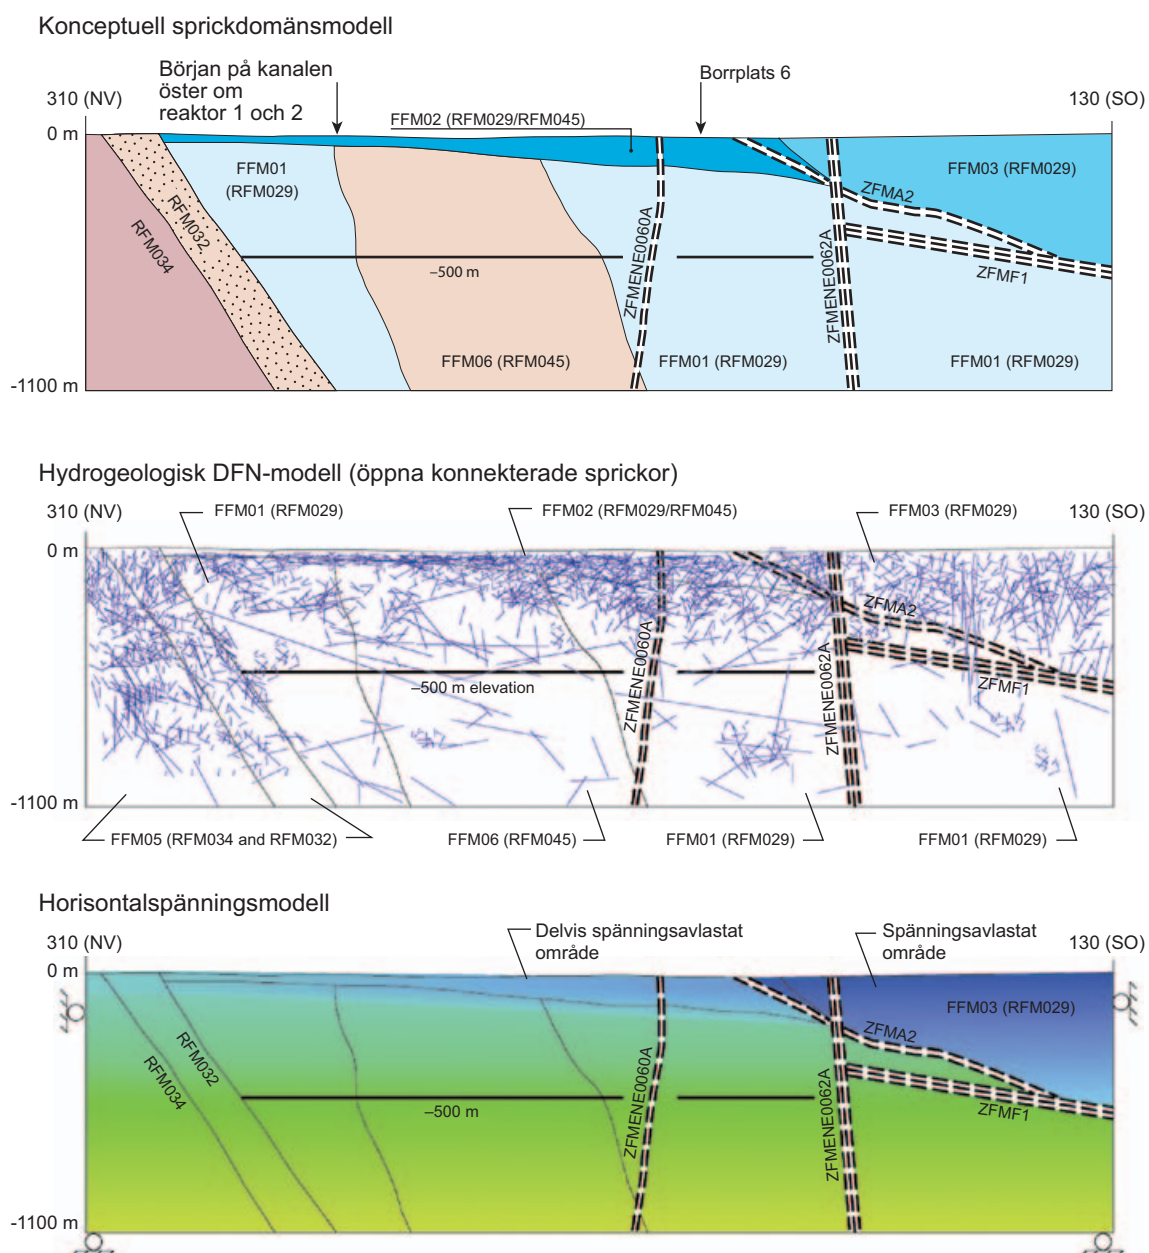 Konceptuell sprickdomänsmodell
Början på kanalen
öster om
reaktor 1 och 2
Borrplats 6
310 (NV)
130 (SO)
FFM02 (RFM029/RFM045)
0 m
FFM01
(RFM029)
FFM03 (RFM029)
ZFMA2
RFM032
RFM034
ZFMENE0060A
ZFMENE0062A
–500 m
ZFMF1
FFM06 (RFM045)
FFM01 (RFM029)
FFM01 (RFM029)
-1100 m
Hydrogeologisk DFN-modell (öppna konnekterade sprickor)
310 (NV)
FFM01 (RFM029)
FFM02 (RFM029/RFM045)
FFM03 (RFM029)
130 (SO)
0 m
ZFMA2
ZFMENE0060A
ZFMENE0062A
–500 m elevation
ZFMF1
-1100 m
FFM05 (RFM034 and RFM032)
FFM06 (RFM045)
FFM01 (RFM029)
FFM01 (RFM029)
Horisontalspänningsmodell
310 (NV)
Delvis spänningsavlastat
område
Spänningsavlastat
område
130 (SO)
0 m
FFM03 (RFM029)
ZFMA2
RFM032
RFM034
ZFMENE0060A
ZFMENE0062A
–500 m
ZFMF1
-1100 m